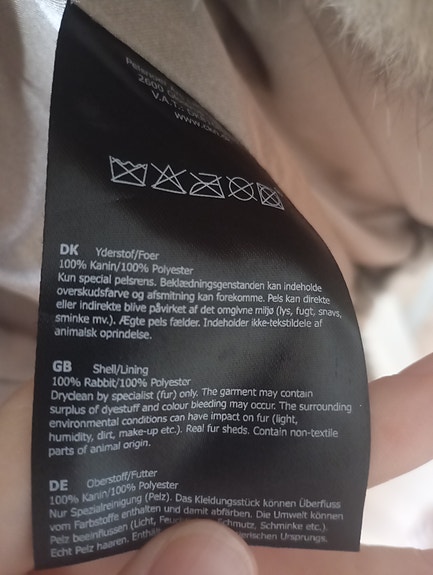 2600
V.A.T.:
www.
DK Yderstof/Foer
100% Kanin/100% Polyester
Kun special pelsrens. Beklædningsgenstanden kan indeholde
overskudsfarve og afsmitning kan forekomme. Pels kan direkte
eller indirekte blive påvirket af det omgivne miljø (lys, fugt, snavs,
sminke mv.). Ægte pels fælder. Indeholder ikke-tekstildele af
animalsk oprindelse.
GB Shell/Lining
100% Rabbit/100% Polyester
Dryclean by specialist (fur) only. The garment may contain
surplus of dyestuff and colour bleeding may occur. The surrounding
environmental conditions can have impact on fur (light,
humidity, dirt, make-up etc.). Real fur sheds. Contain non-textile
parts of animal origin.
DE Oberstoff/Futter
100% Kanin/100% Polyester
Nur Spezialreinigung (Pelz). Das Kleidungsstück können Überfluss
vom Farbstoffe enthalten und damit abfärben. Die Umwelt können
Pelz beeinflussen (Licht, Schmutz, Schminke etc.).
Echt Pelz haaren. Ursprungs.